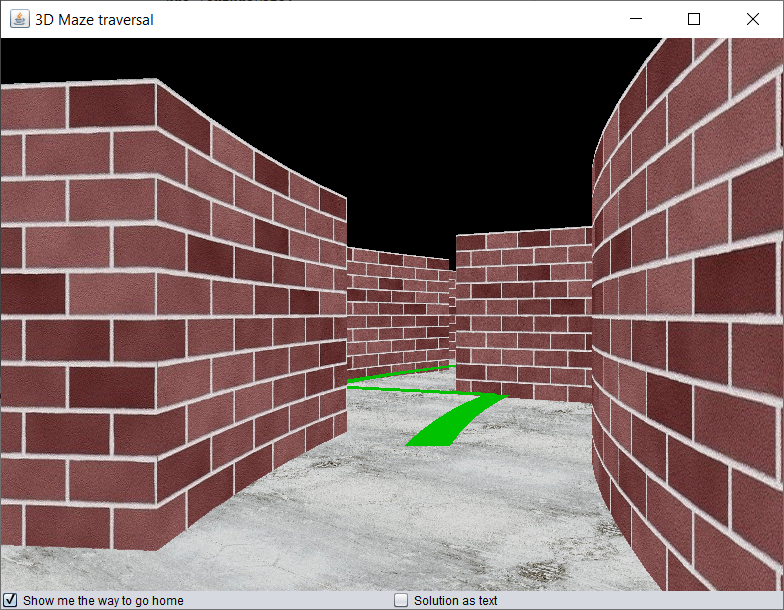 3D Maze traversal
Show me the way to go home
Solution as text